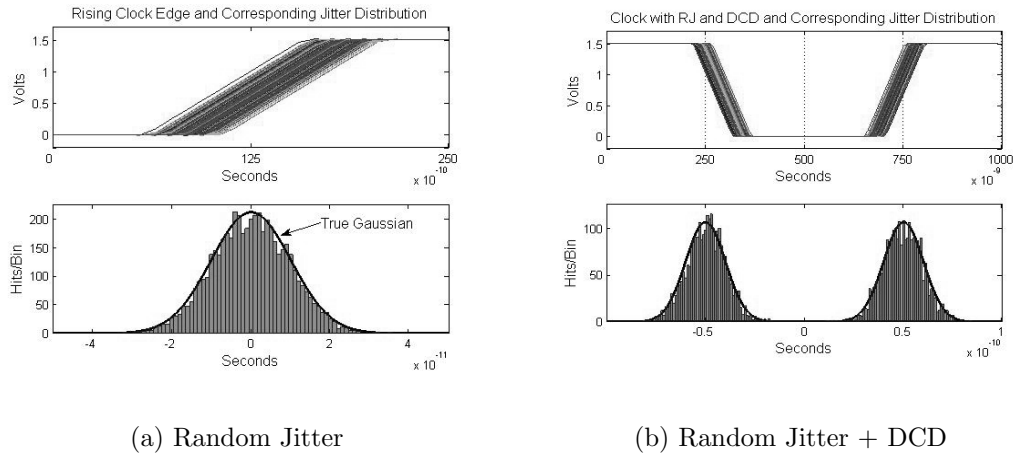 Rising Clock Edge and Corresponding Jitter Distribution
1.5
1
0.5
0
Volts
0 125 250
Seconds
x 10^-10
200
150
100
50
0
Hits/Bin
True Gaussian
-4 -2 0 2 4
Seconds
x 10^-11
(a) Random Jitter
Clock with RJ and DCD and Corresponding Jitter Distribution
1.5
1
0.5
0
Volts
0 250 500 750 1000
Seconds
x 10^-9
100
50
0
Hits/Bin
-0.5 0 0.5 1
Seconds
x 10^-10
(b) Random Jitter + DCD